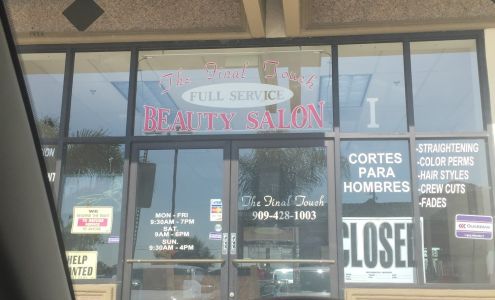 The Final Touch
FULL SERVICE
BEAUTY SALON
I
MON - FRI
9:30AM - 7PM
SAT.
9AM - 6PM
SUN.
9:30AM - 4PM
The Final Touch
909-428-1003
CORTES
PARA
HOMBRES
-STRAIGHTENING
-COLOR PERMS
-HAIR STYLES
-CREW CUTS
-FADES
CLOSED
HELP
WANTED
WE